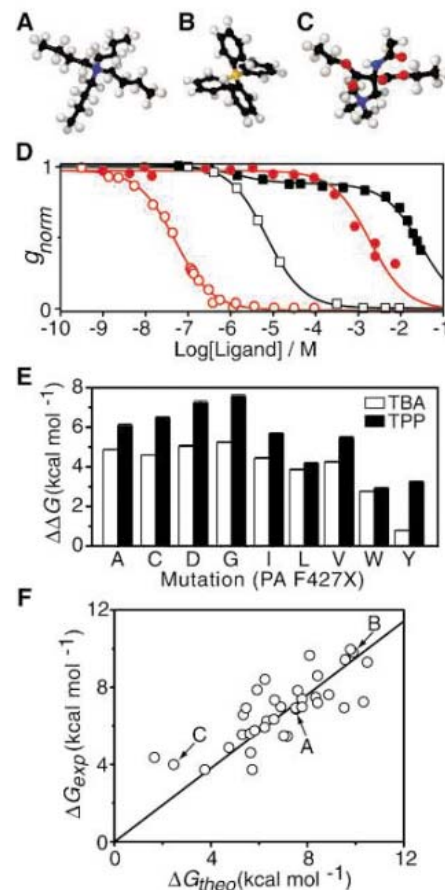 A B C
D
g_norm
1
0
-10 -9 -8 -7 -6 -5 -4 -3 -2 -1
Log[Ligand] / M
E
ΔΔG (kcal mol⁻¹)
8
6
4
2
0
TBA
TPP
A C D G I L V W Y
Mutation (PA F427X)
F
ΔG_exp (kcal mol⁻¹)
12
8
4
0
B
A
C
0 4 8 12
ΔG_theo (kcal mol⁻¹)